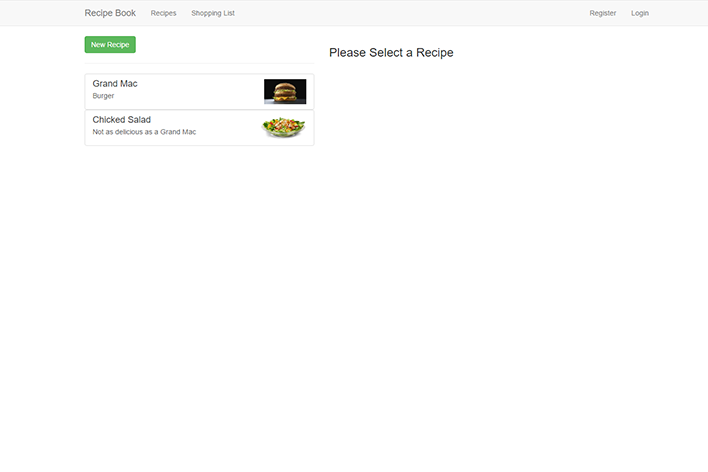 Recipe Book Recipes Shopping List Register Login
New Recipe
Please Select a Recipe
Grand Mac
Burger
Chicked Salad
Not as delicious as a Grand Mac